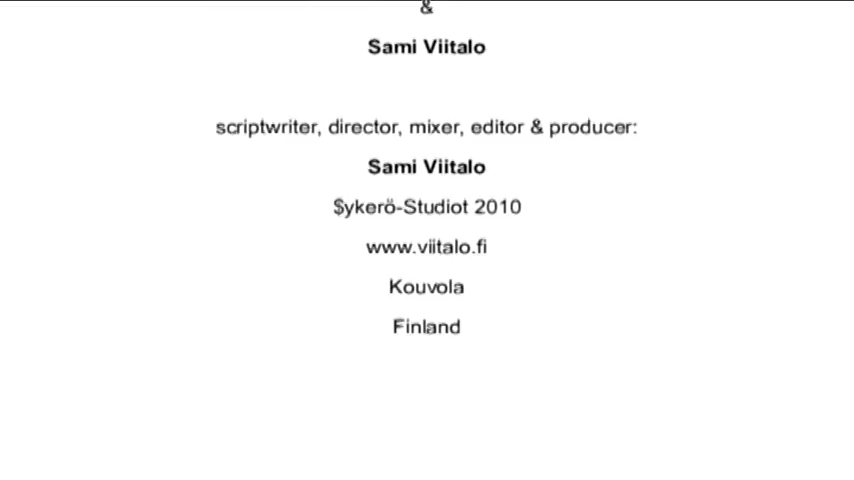 &
Sami Viitalo
scriptwriter, director, mixer, editor & producer:
Sami Viitalo
$ykerö-Studiot 2010
www.viitalo.fi
Kouvola
Finland